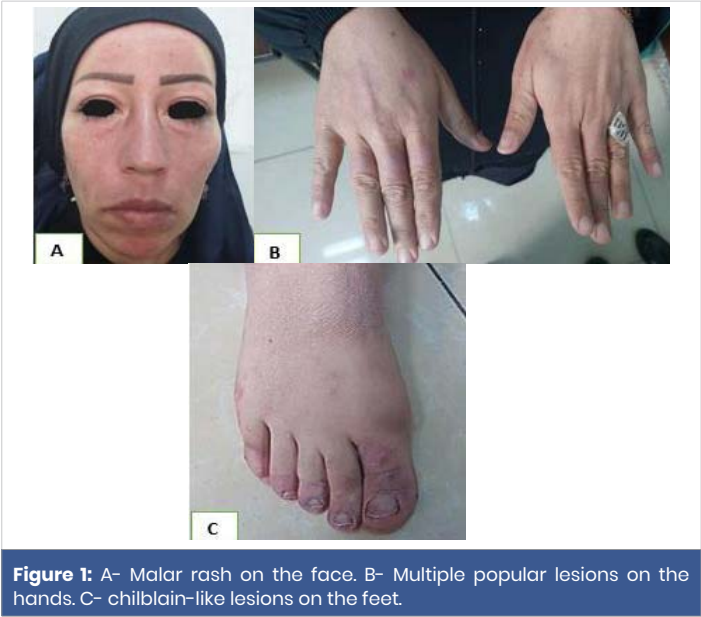 A
B
C
Figure 1: A- Malar rash on the face. B- Multiple popular lesions on the
hands. C- chilblain-like lesions on the feet.